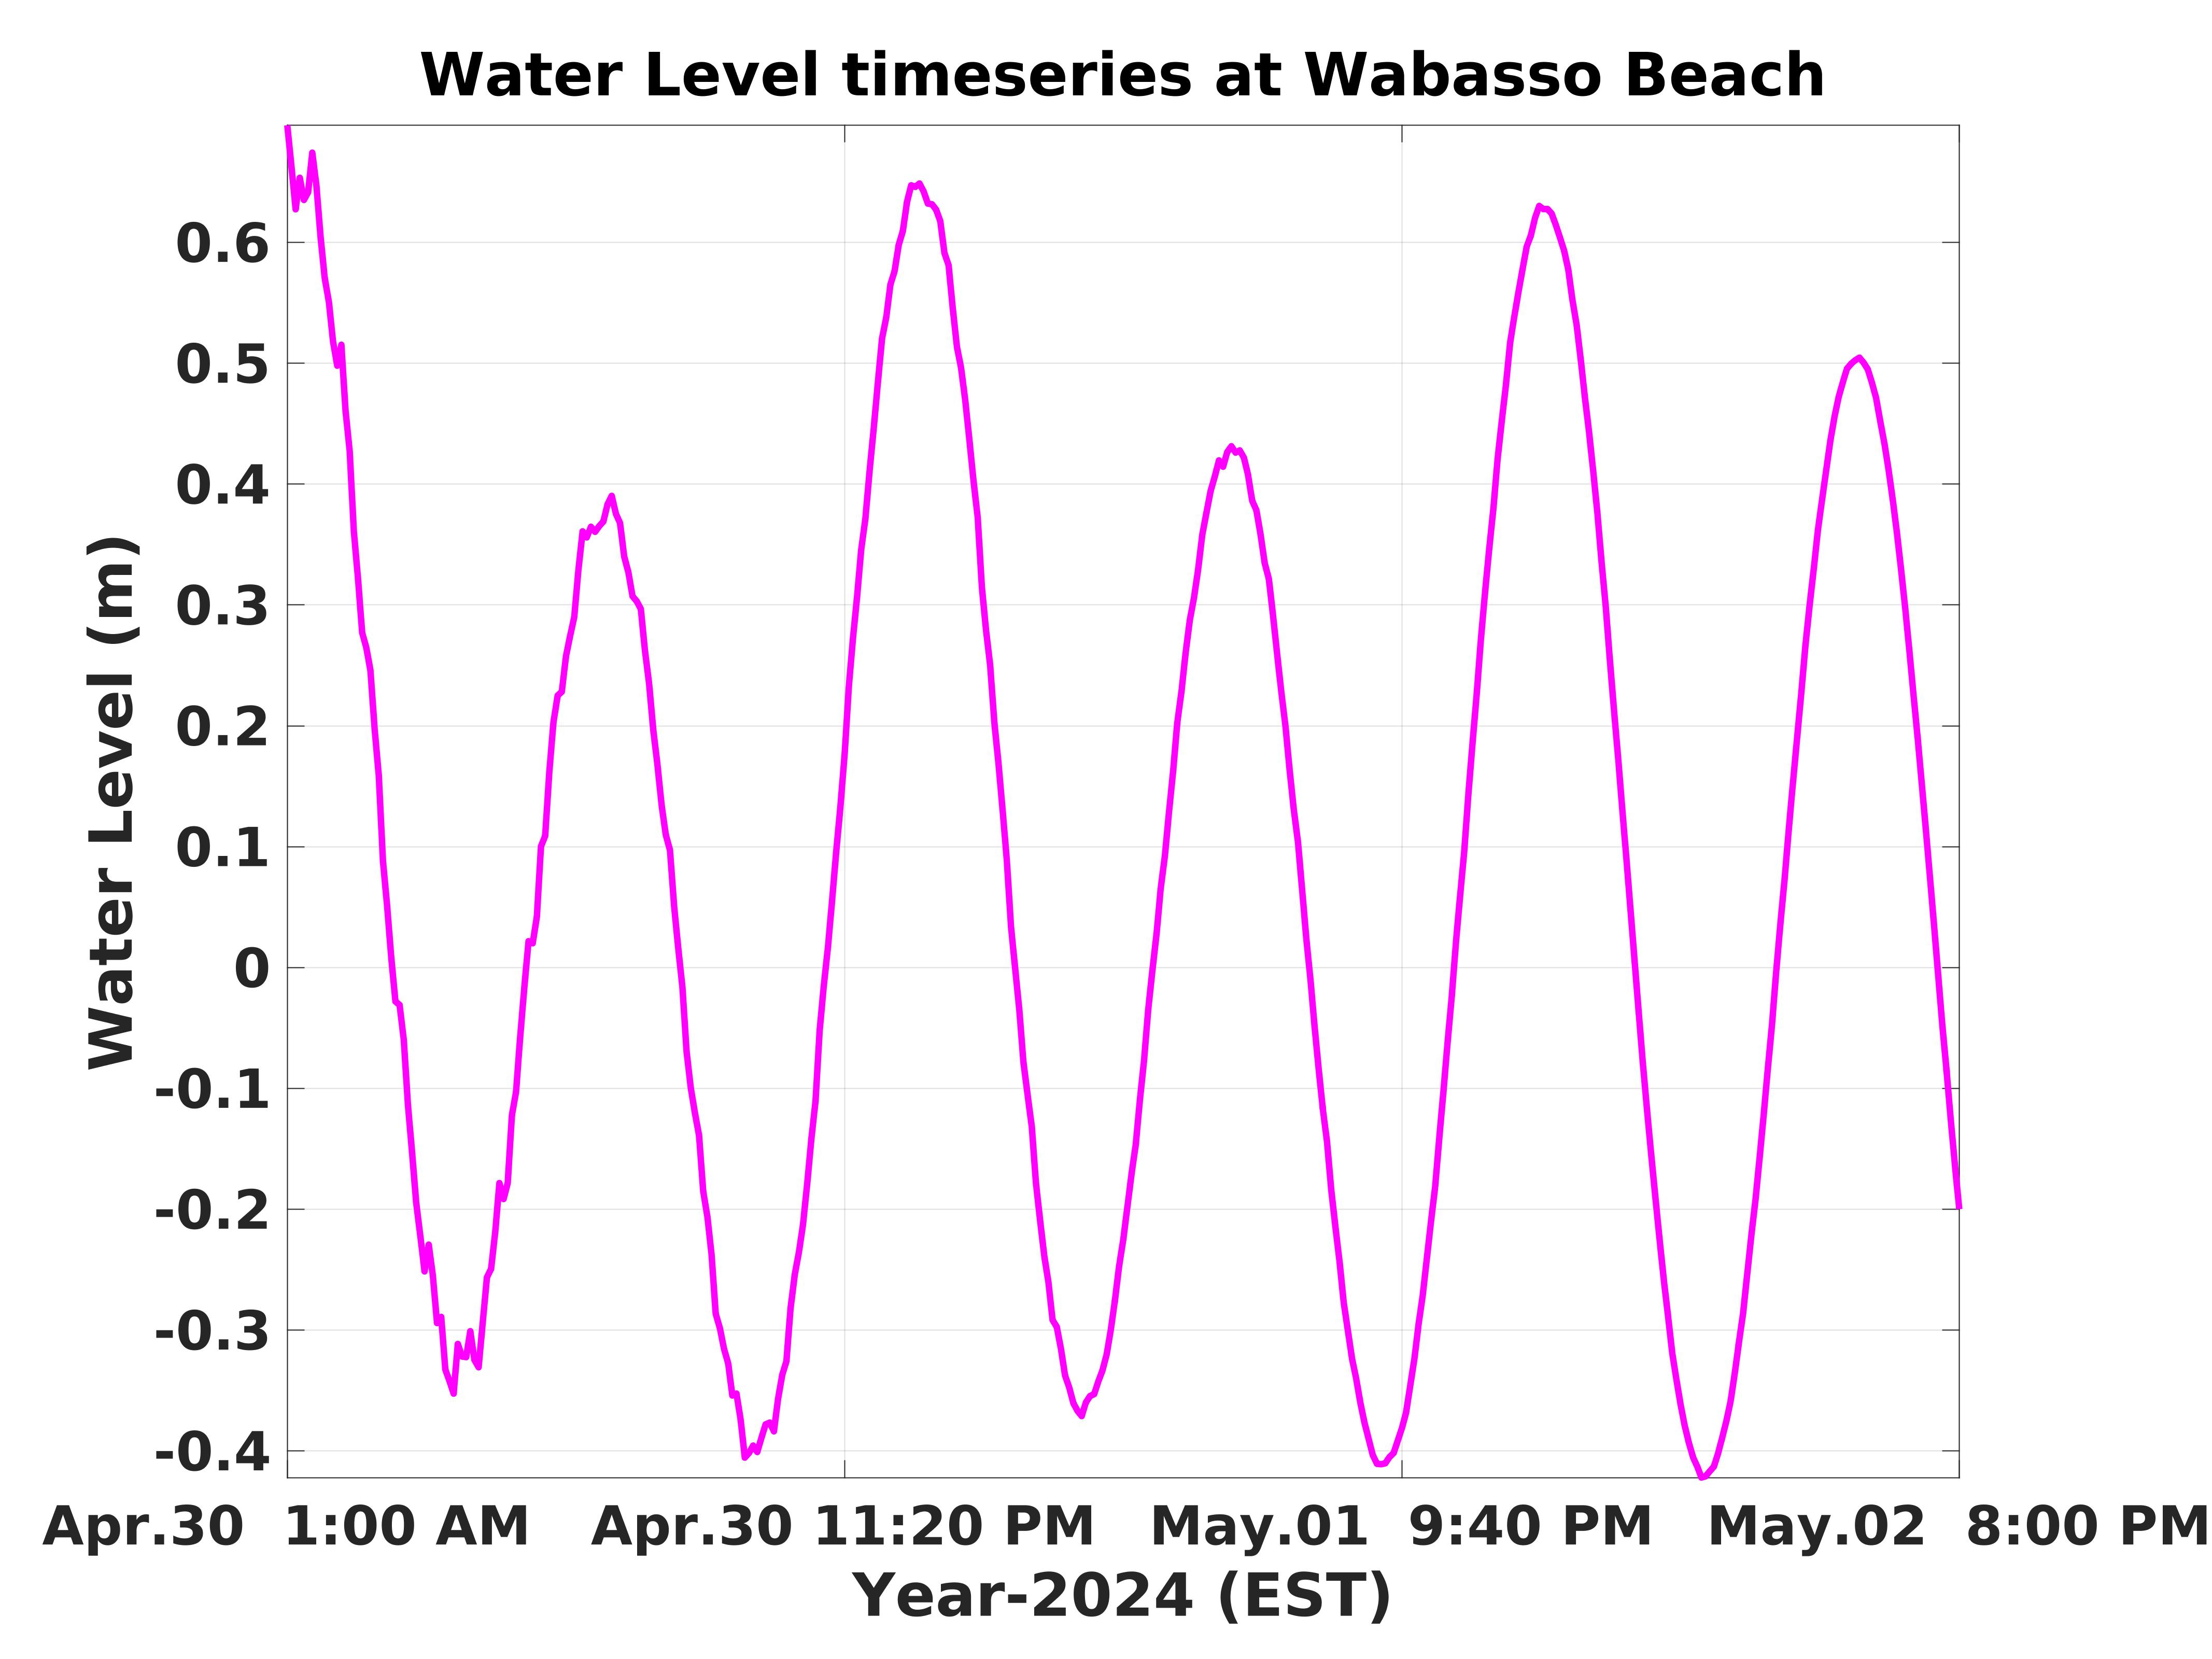 Water Level timeseries at Wabasso Beach
Water Level (m)
0.6
0.5
0.4
0.3
0.2
0.1
0
-0.1
-0.2
-0.3
-0.4
Apr.30 1:00 AM Apr.30 11:20 PM May.01 9:40 PM May.02 8:00 PM
Year-2024 (EST)